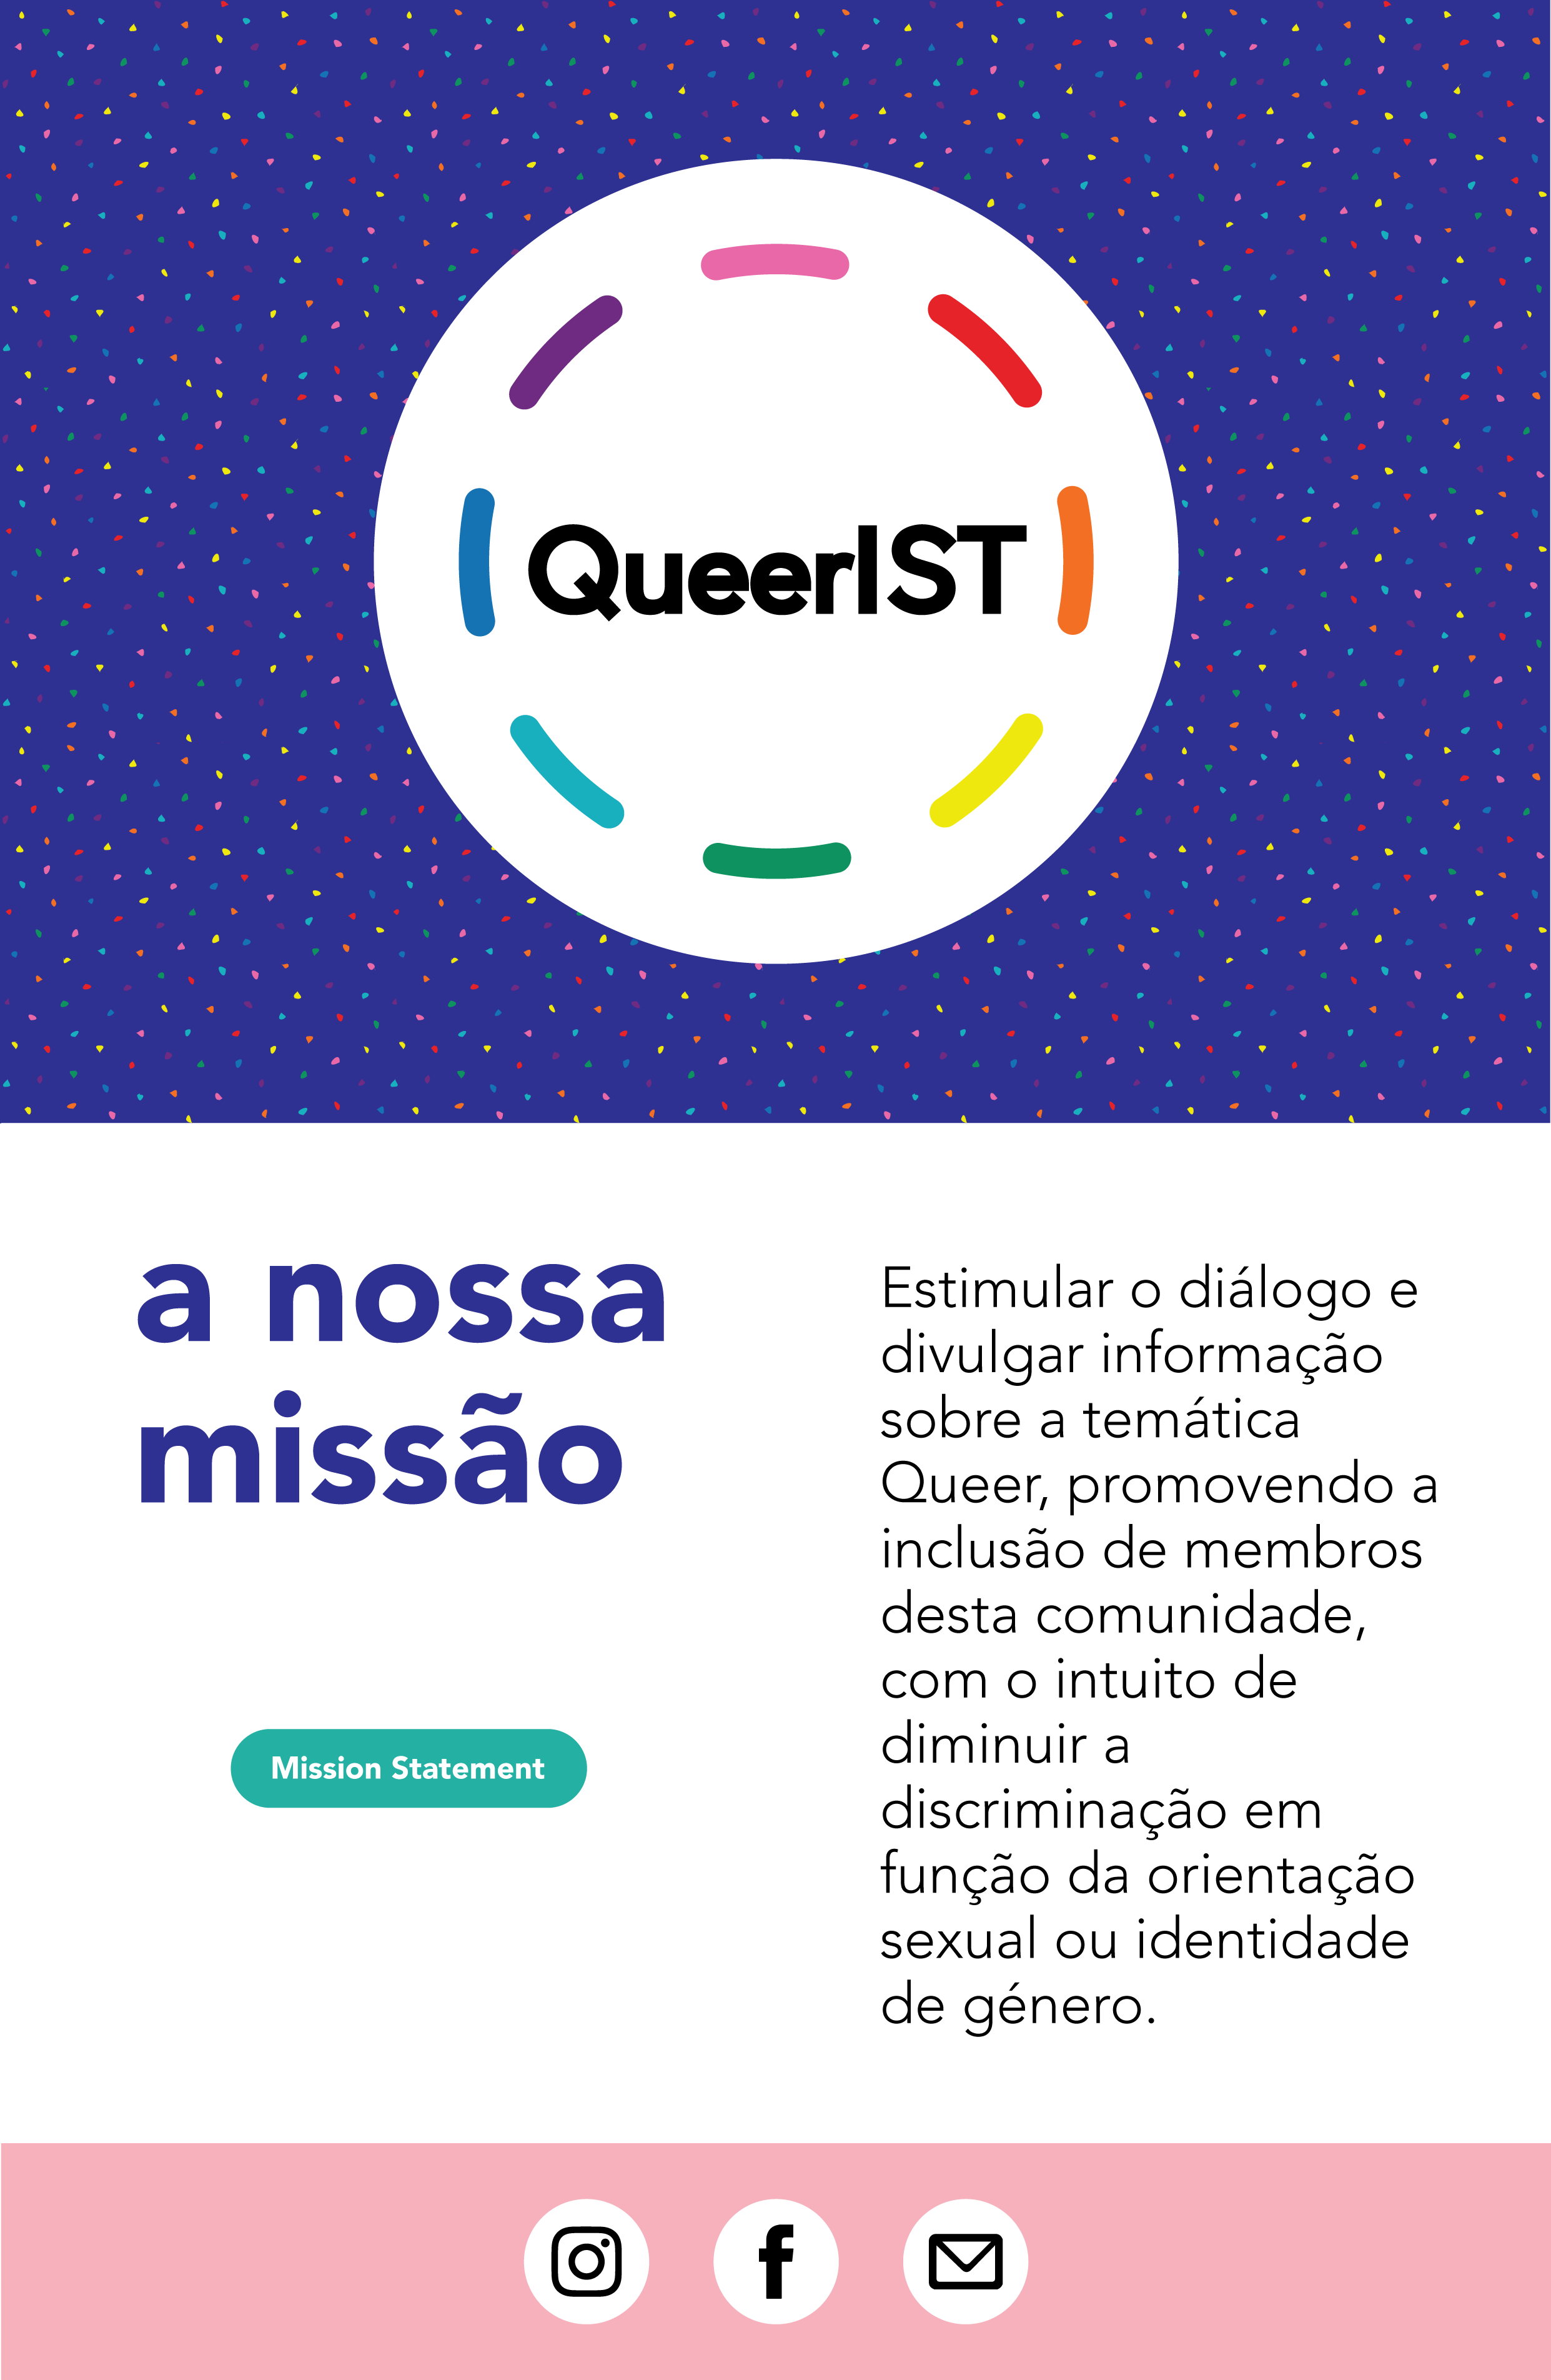 QueerIST
a nossa
missão
Mission Statement
Estimular o diálogo e
divulgar informação
sobre a temática
Queer, promovendo a
inclusão de membros
desta comunidade,
com o intuito de
diminuir a
discriminação em
função da orientação
sexual ou identidade
de género.